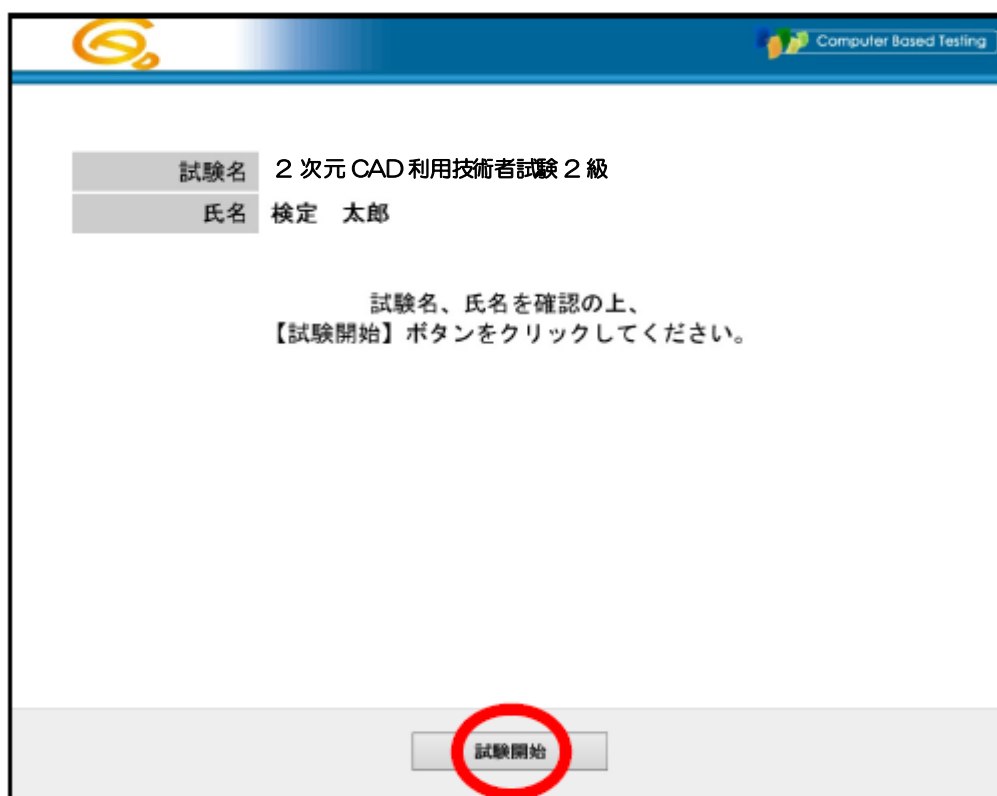 Computer Based Testing
試験名 2次元CAD利用技術者試験2級
氏名 検定 太郎
試験名、氏名を確認の上、
【試験開始】ボタンをクリックしてください。
試験開始